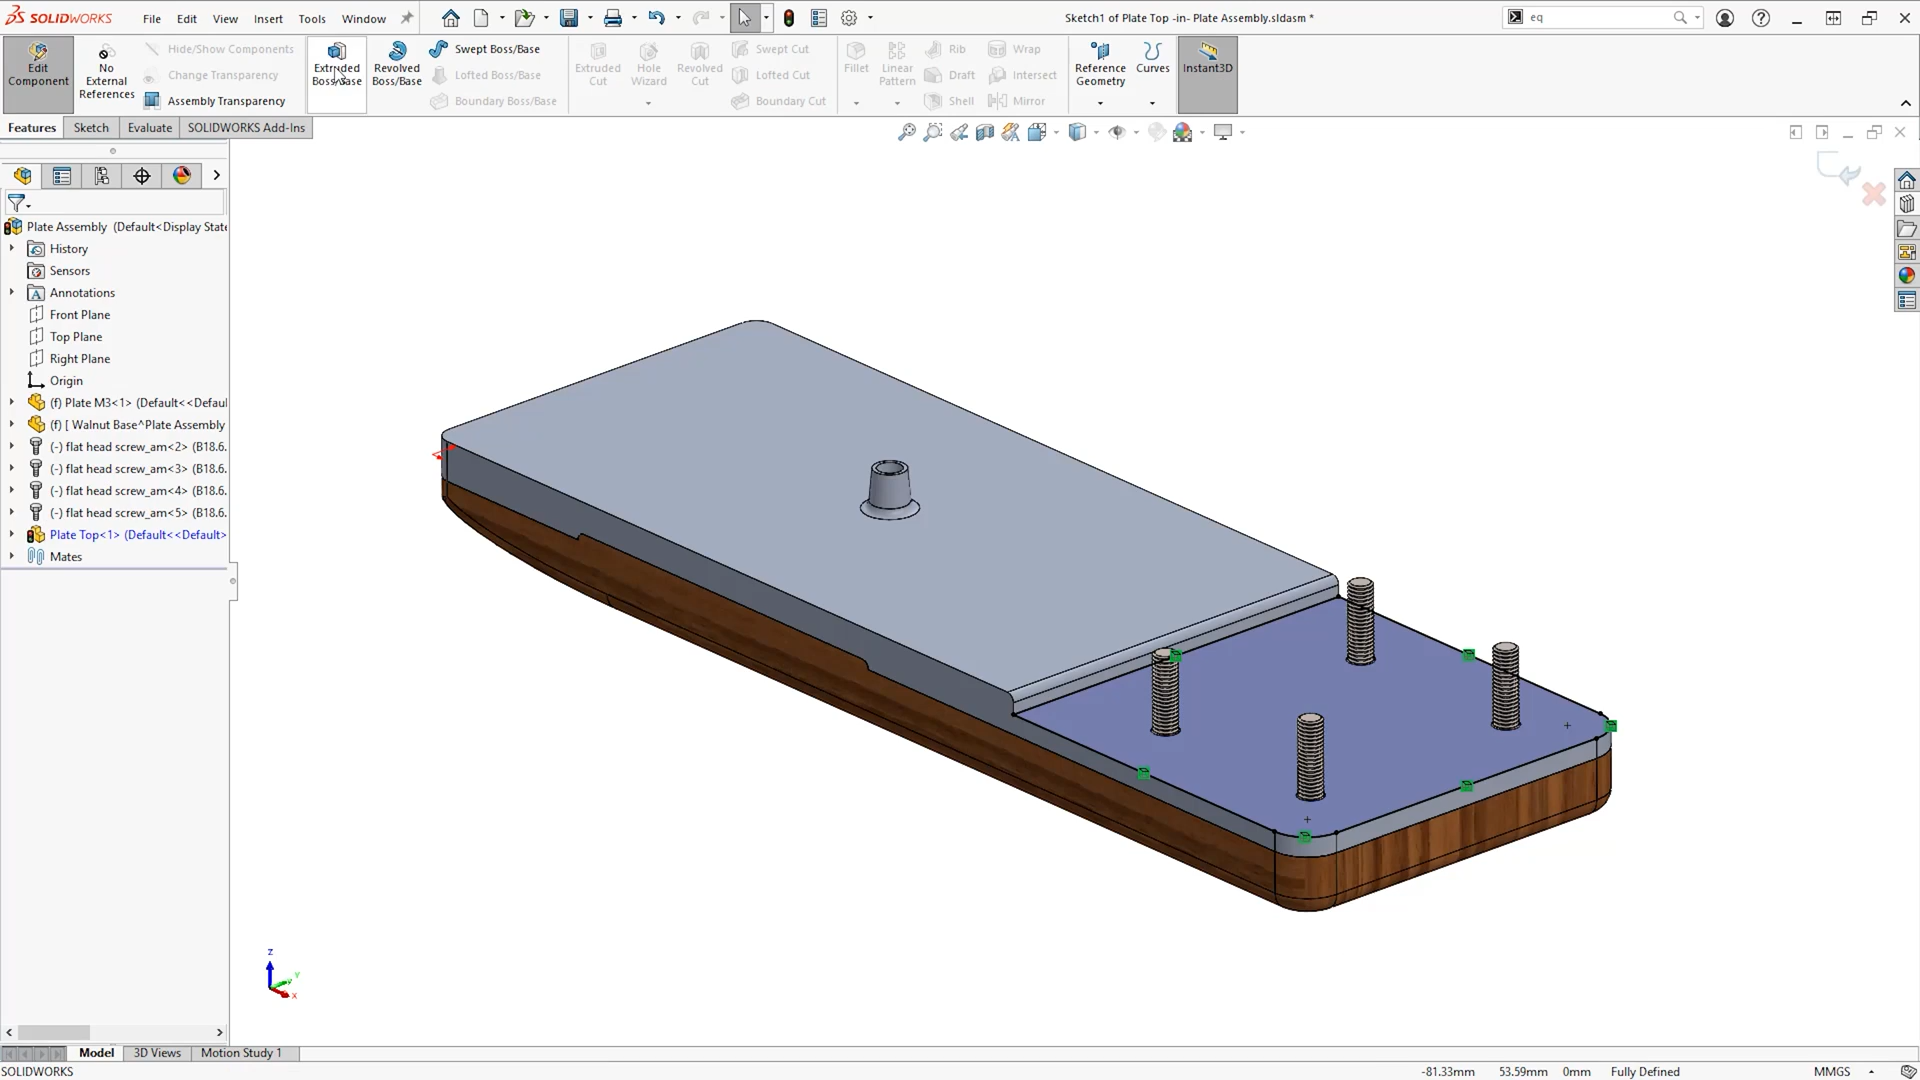 SOLIDWORKS File Edit View Insert Tools Window Sketch1 of Plate Top -in- Plate Assembly.sldasm * eq
Edit Component
No External References
Hide/Show Components
Change Transparency
Assembly Transparency
Extruded Boss/Base
Revolved Boss/Base
Swept Boss/Base
Lofted Boss/Base
Boundary Boss/Base
Extruded Cut
Hole Wizard
Revolved Cut
Swept Cut
Lofted Cut
Boundary Cut
Fillet
Linear Pattern
Rib
Draft
Shell
Wrap
Intersect
Mirror
Reference Geometry
Curves
Instant3D
Features Sketch Evaluate SOLIDWORKS Add-Ins
Plate Assembly (Default<Display State
History
Sensors
Annotations
Front Plane
Top Plane
Right Plane
Origin
(f) Plate M3<1> (Default<<Defaul
(f) [ Walnut Base^Plate Assembly
(-) flat head screw_am<2> (B18.6.
(-) flat head screw_am<3> (B18.6.
(-) flat head screw_am<4> (B18.6.
(-) flat head screw_am<5> (B18.6.
Plate Top<1> (Default<<Default>
Mates
Z
Y
X
Model 3D Views Motion Study 1
SOLIDWORKS -81.33mm 53.59mm 0mm Fully Defined MMGS